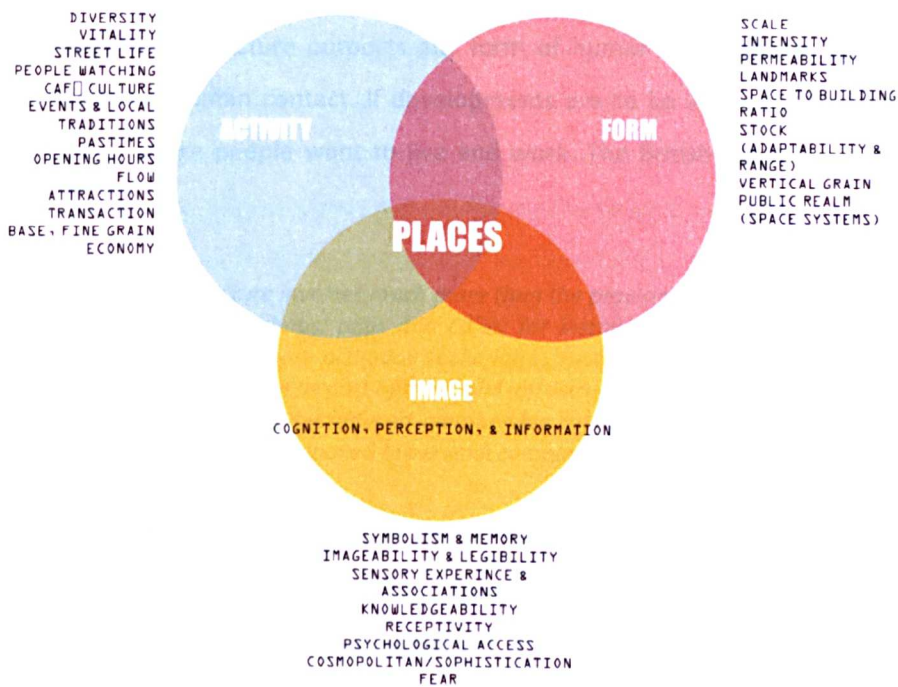 DIVERSITY
VITALITY
STREET LIFE
PEOPLE WATCHING
CAF▯ CULTURE
EVENTS & LOCAL
TRADITIONS
PASTIMES
OPENING HOURS
FLOW
ATTRACTIONS
TRANSACTION
BASE, FINE GRAIN
ECONOMY
ACTIVITY
FORM
SCALE
INTENSITY
PERMEABILITY
LANDMARKS
SPACE TO BUILDING
RATIO
STOCK
(ADAPTABILITY &
RANGE)
VERTICAL GRAIN
PUBLIC REALM
(SPACE SYSTEMS)
PLACES
IMAGE
COGNITION, PERCEPTION, & INFORMATION
SYMBOLISM & MEMORY
IMAGEABILITY & LEGIBILITY
SENSORY EXPERINCE &
ASSOCIATIONS
KNOWLEDGEABILITY
RECEPTIVITY
PSYCHOLOGICAL ACCESS
COSMOPOLITAN/SOPHISTICATION
FEAR